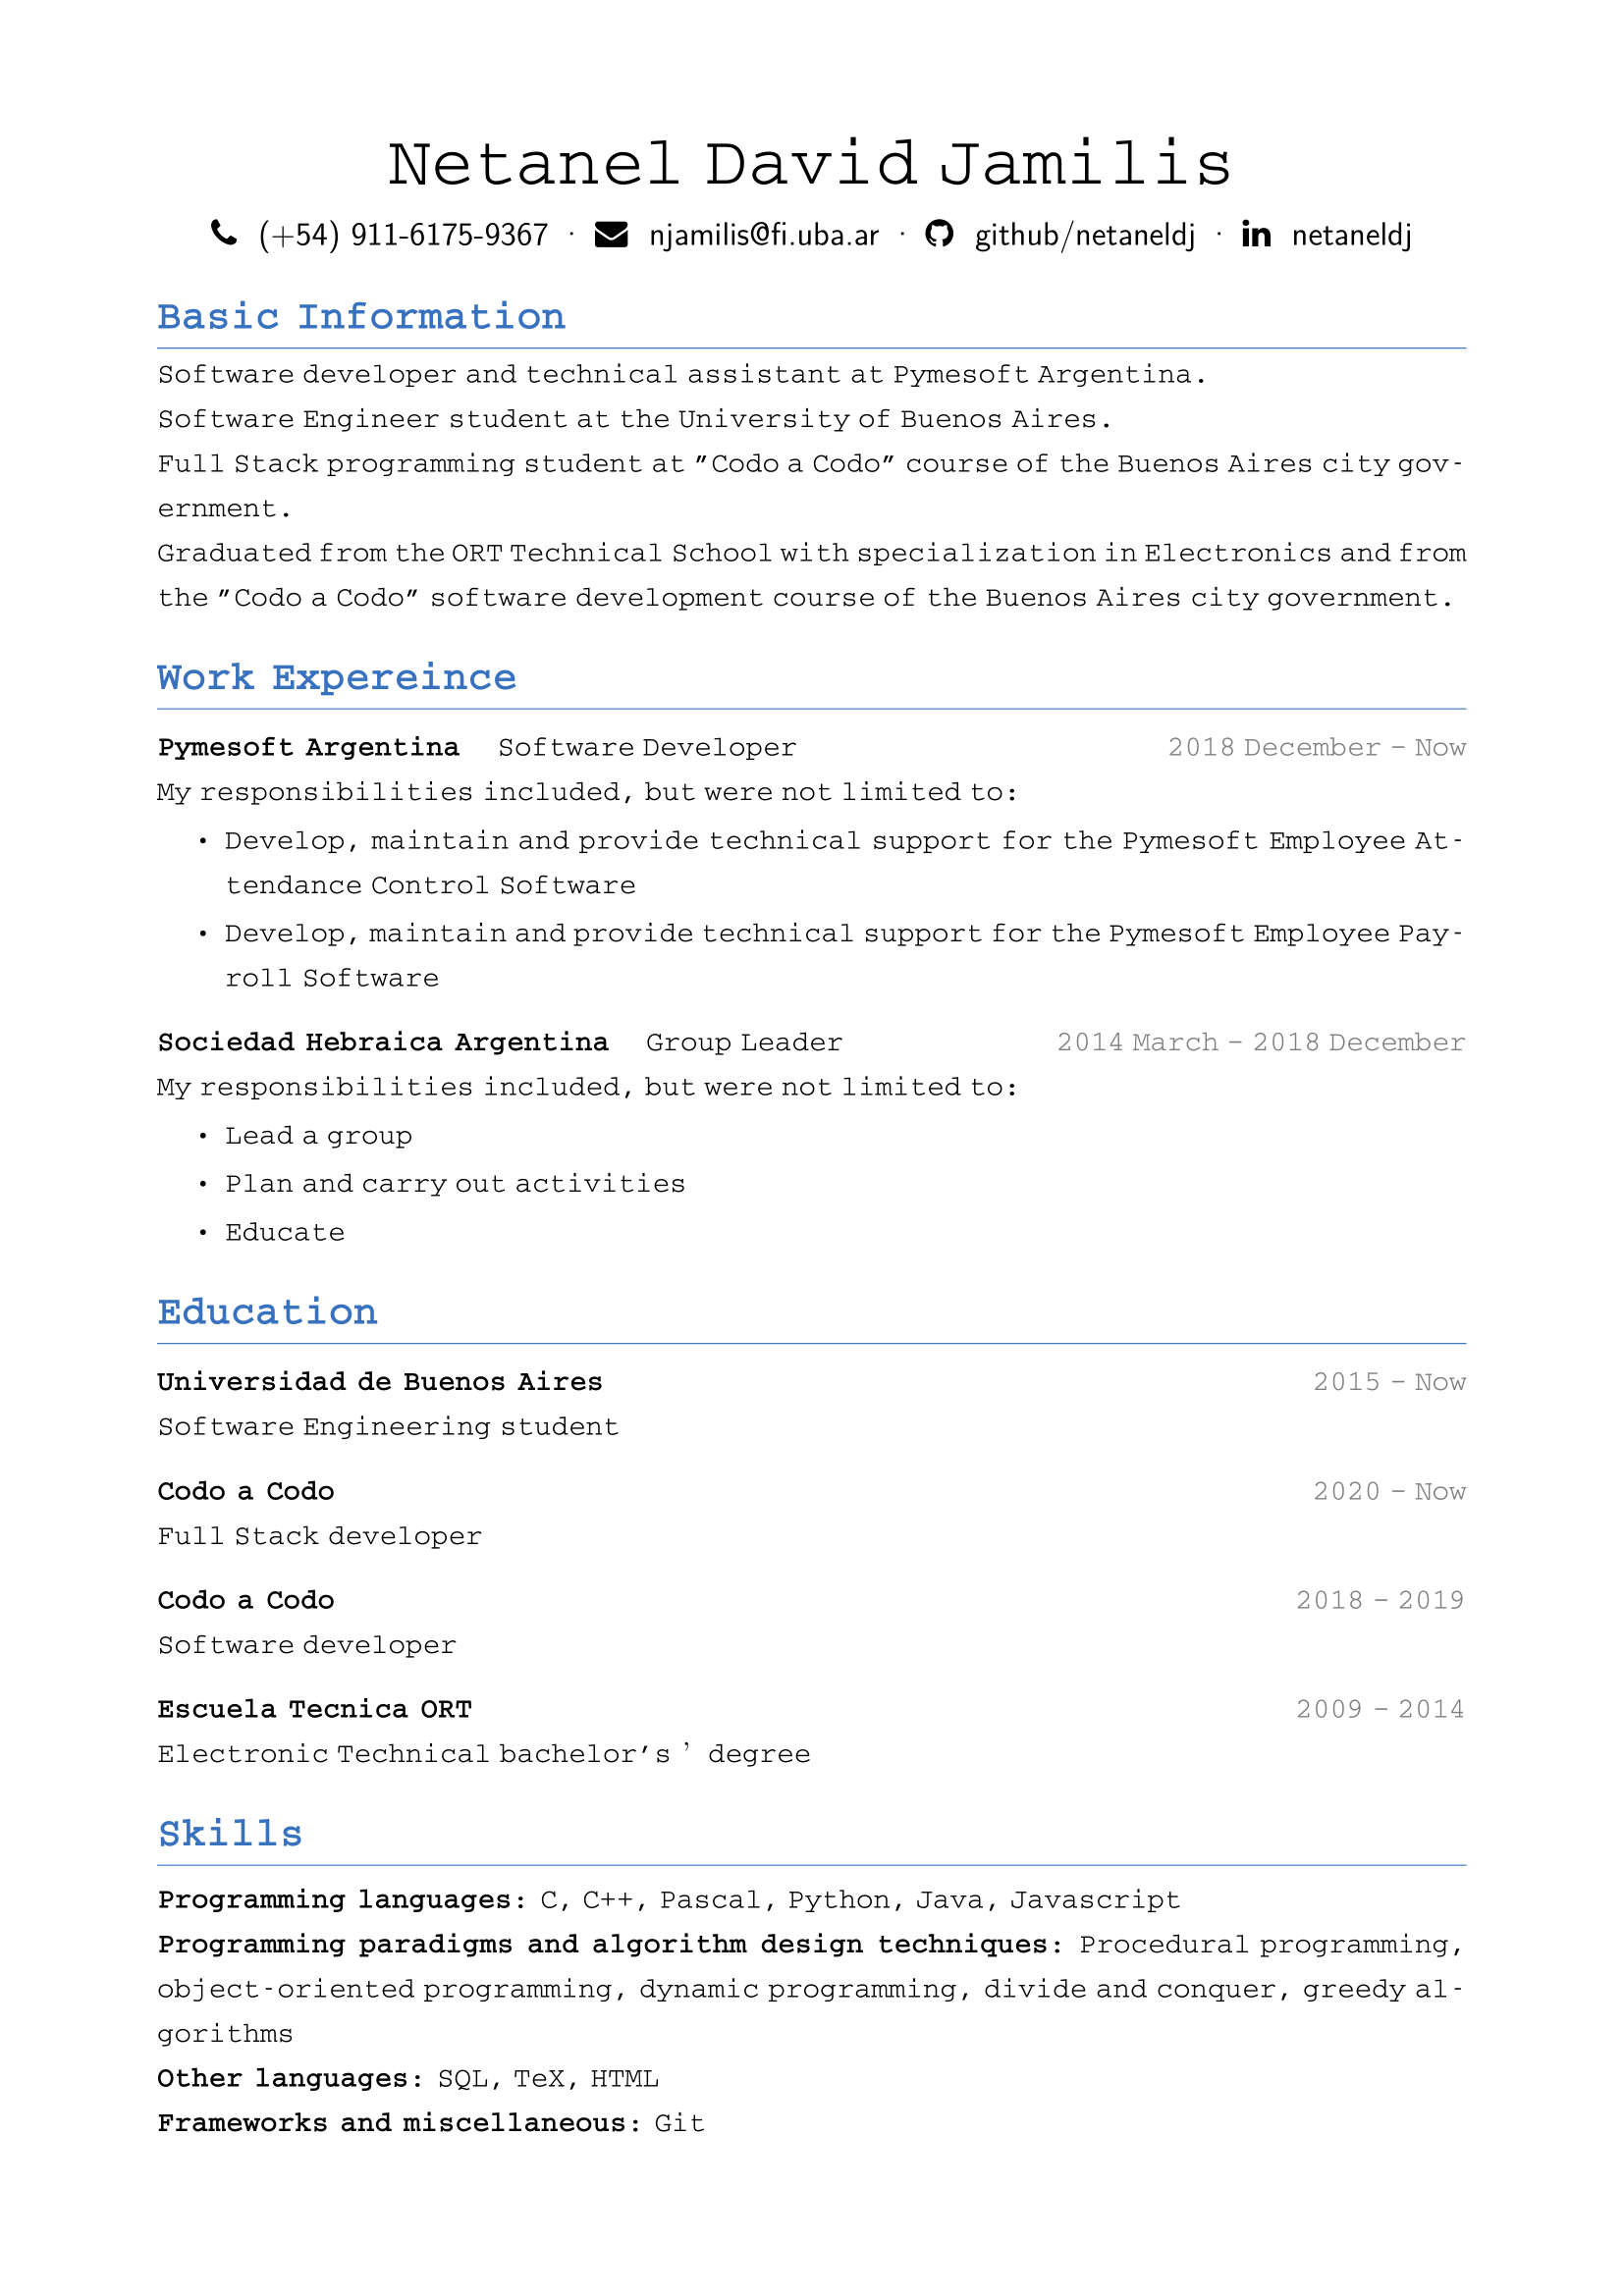 Netanel David Jamilis
(+54) 911-6175-9367 · njamilis@fi.uba.ar · github/netaneldj · netaneldj
Basic Information
Software developer and technical assistant at Pymesoft Argentina.
Software Engineer student at the University of Buenos Aires.
Full Stack programming student at "Codo a Codo" course of the Buenos Aires city gov-
ernment.
Graduated from the ORT Technical School with specialization in Electronics and from
the "Codo a Codo" software development course of the Buenos Aires city government.
Work Expereince
Pymesoft Argentina Software Developer 2018 December - Now
My responsibilities included, but were not limited to:
• Develop, maintain and provide technical support for the Pymesoft Employee At-
tendance Control Software
• Develop, maintain and provide technical support for the Pymesoft Employee Pay-
roll Software
Sociedad Hebraica Argentina Group Leader 2014 March - 2018 December
My responsibilities included, but were not limited to:
• Lead a group
• Plan and carry out activities
• Educate
Education
Universidad de Buenos Aires 2015 - Now
Software Engineering student
Codo a Codo 2020 - Now
Full Stack developer
Codo a Codo 2018 - 2019
Software developer
Escuela Tecnica ORT 2009 - 2014
Electronic Technical bachelor's ’ degree
Skills
Programming languages: C, C++, Pascal, Python, Java, Javascript
Programming paradigms and algorithm design techniques: Procedural programming,
object-oriented programming, dynamic programming, divide and conquer, greedy al-
gorithms
Other languages: SQL, TeX, HTML
Frameworks and miscellaneous: Git